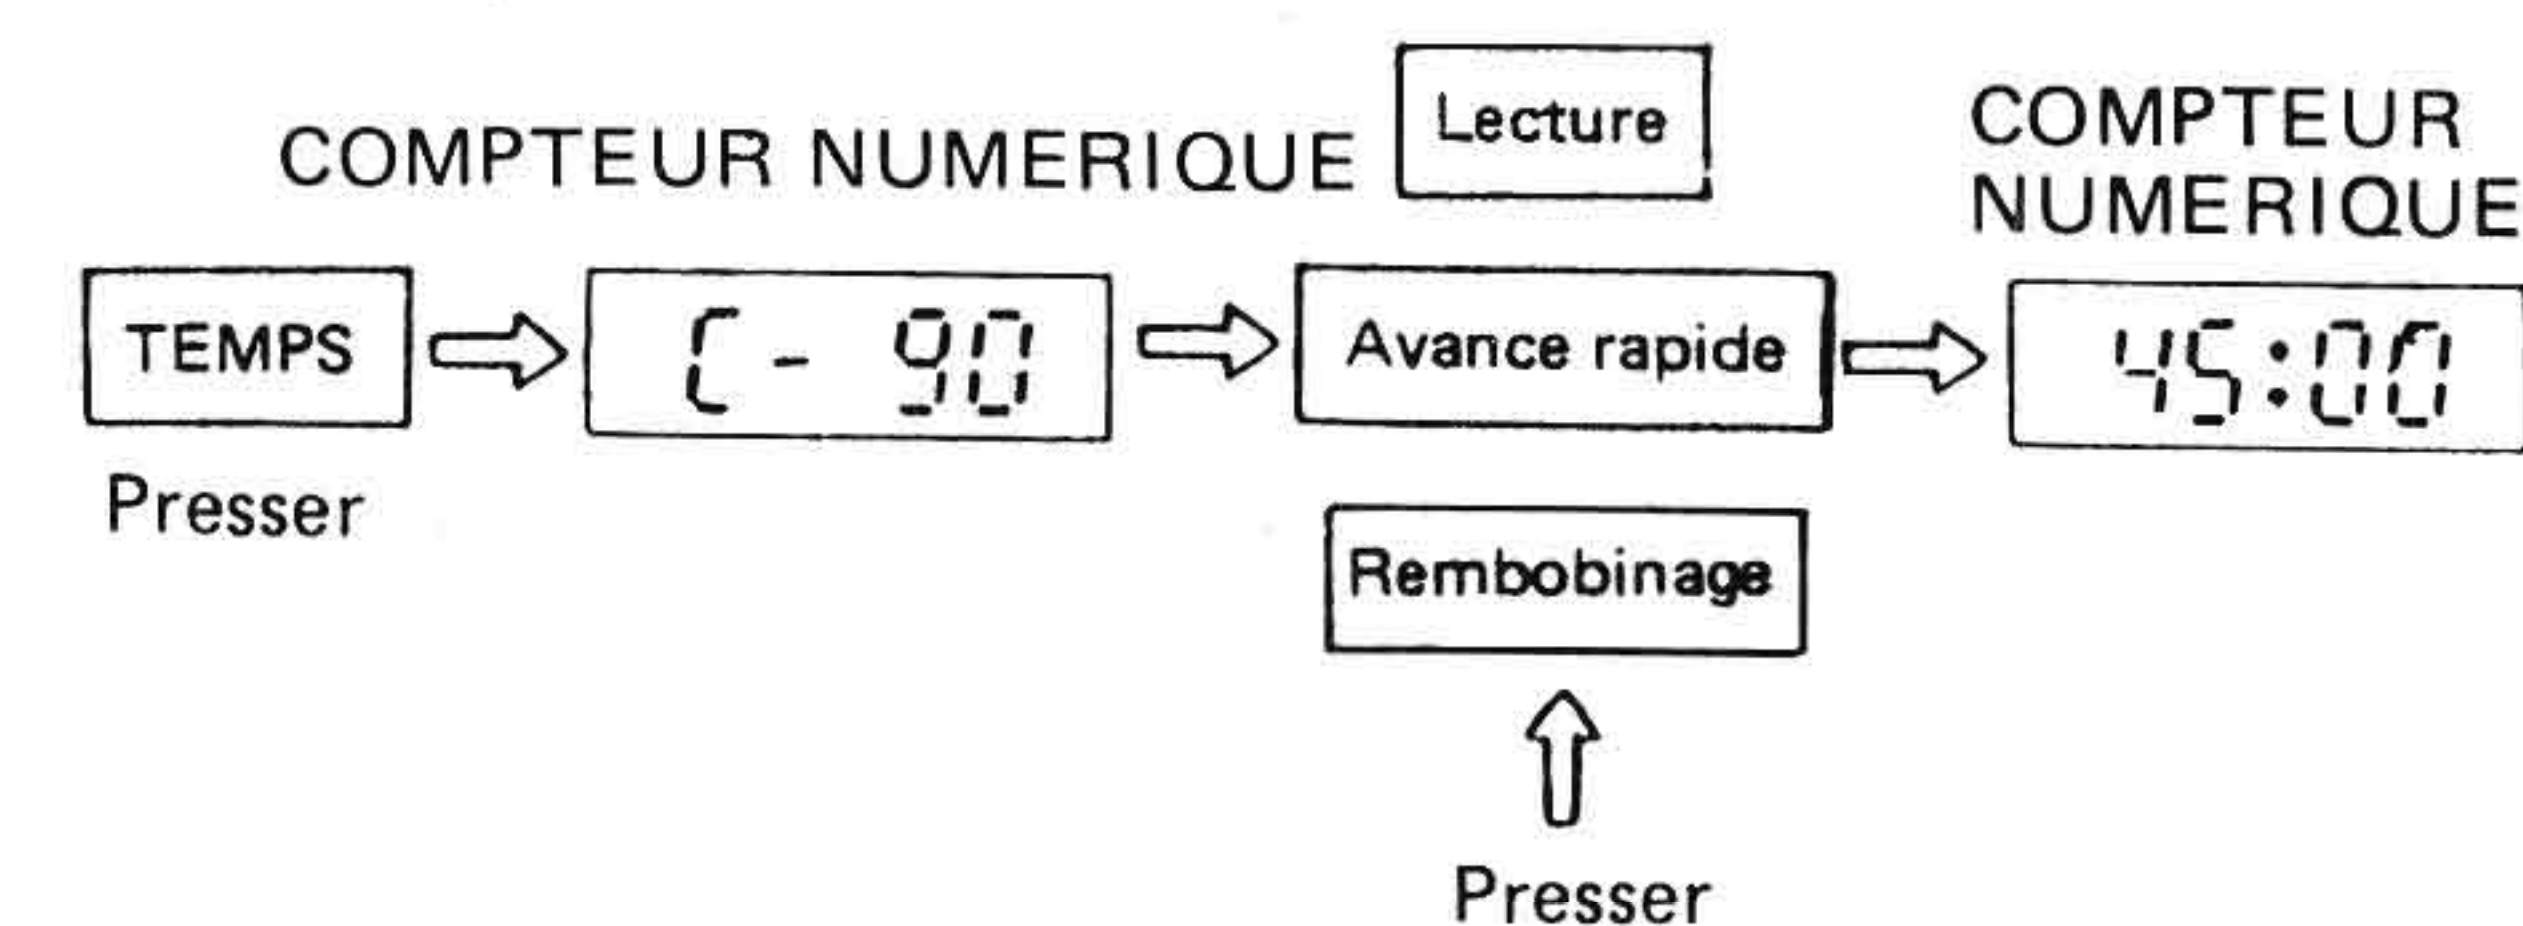 Lecture
COMPTEUR NUMERIQUE
COMPTEUR
NUMERIQUE
TEMPS
C- 90
Avance rapide
45:00
Presser
Rembobinage
Presser